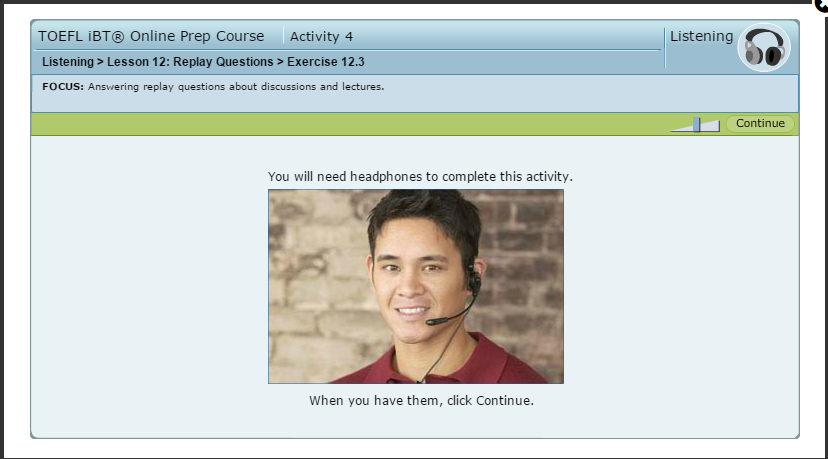 TOEFL iBT® Online Prep Course Activity 4 Listening
Listening > Lesson 12: Replay Questions > Exercise 12.3
FOCUS: Answering replay questions about discussions and lectures.
Continue
You will need headphones to complete this activity.
When you have them, click Continue.